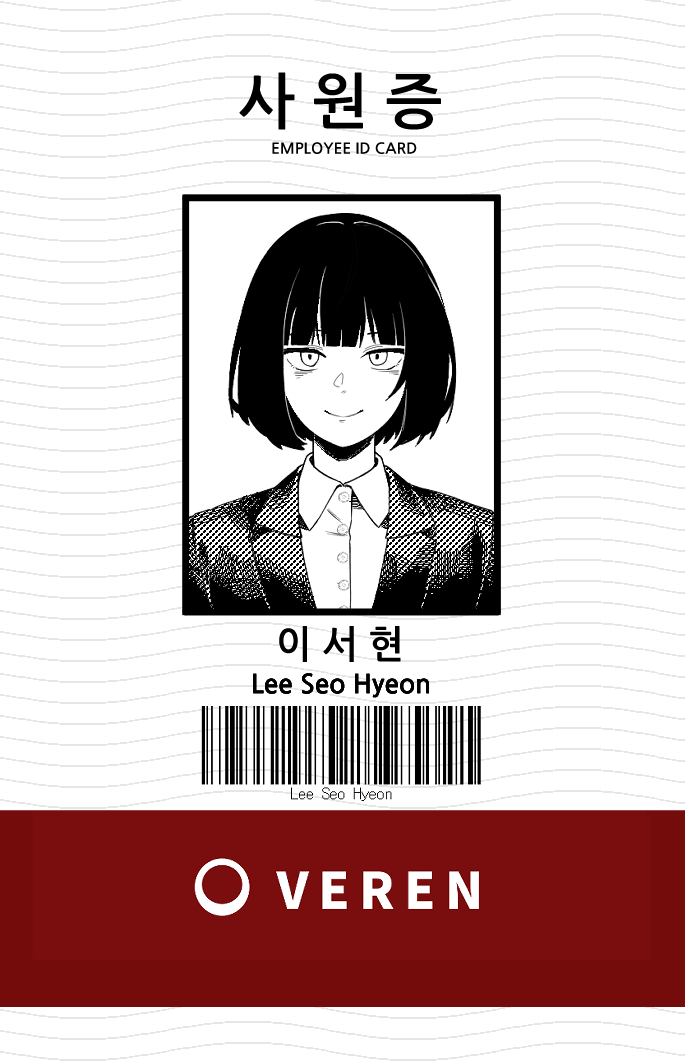 사원증
EMPLOYEE ID CARD
이서현
Lee Seo Hyeon
Lee Seo Hyeon
VEREN